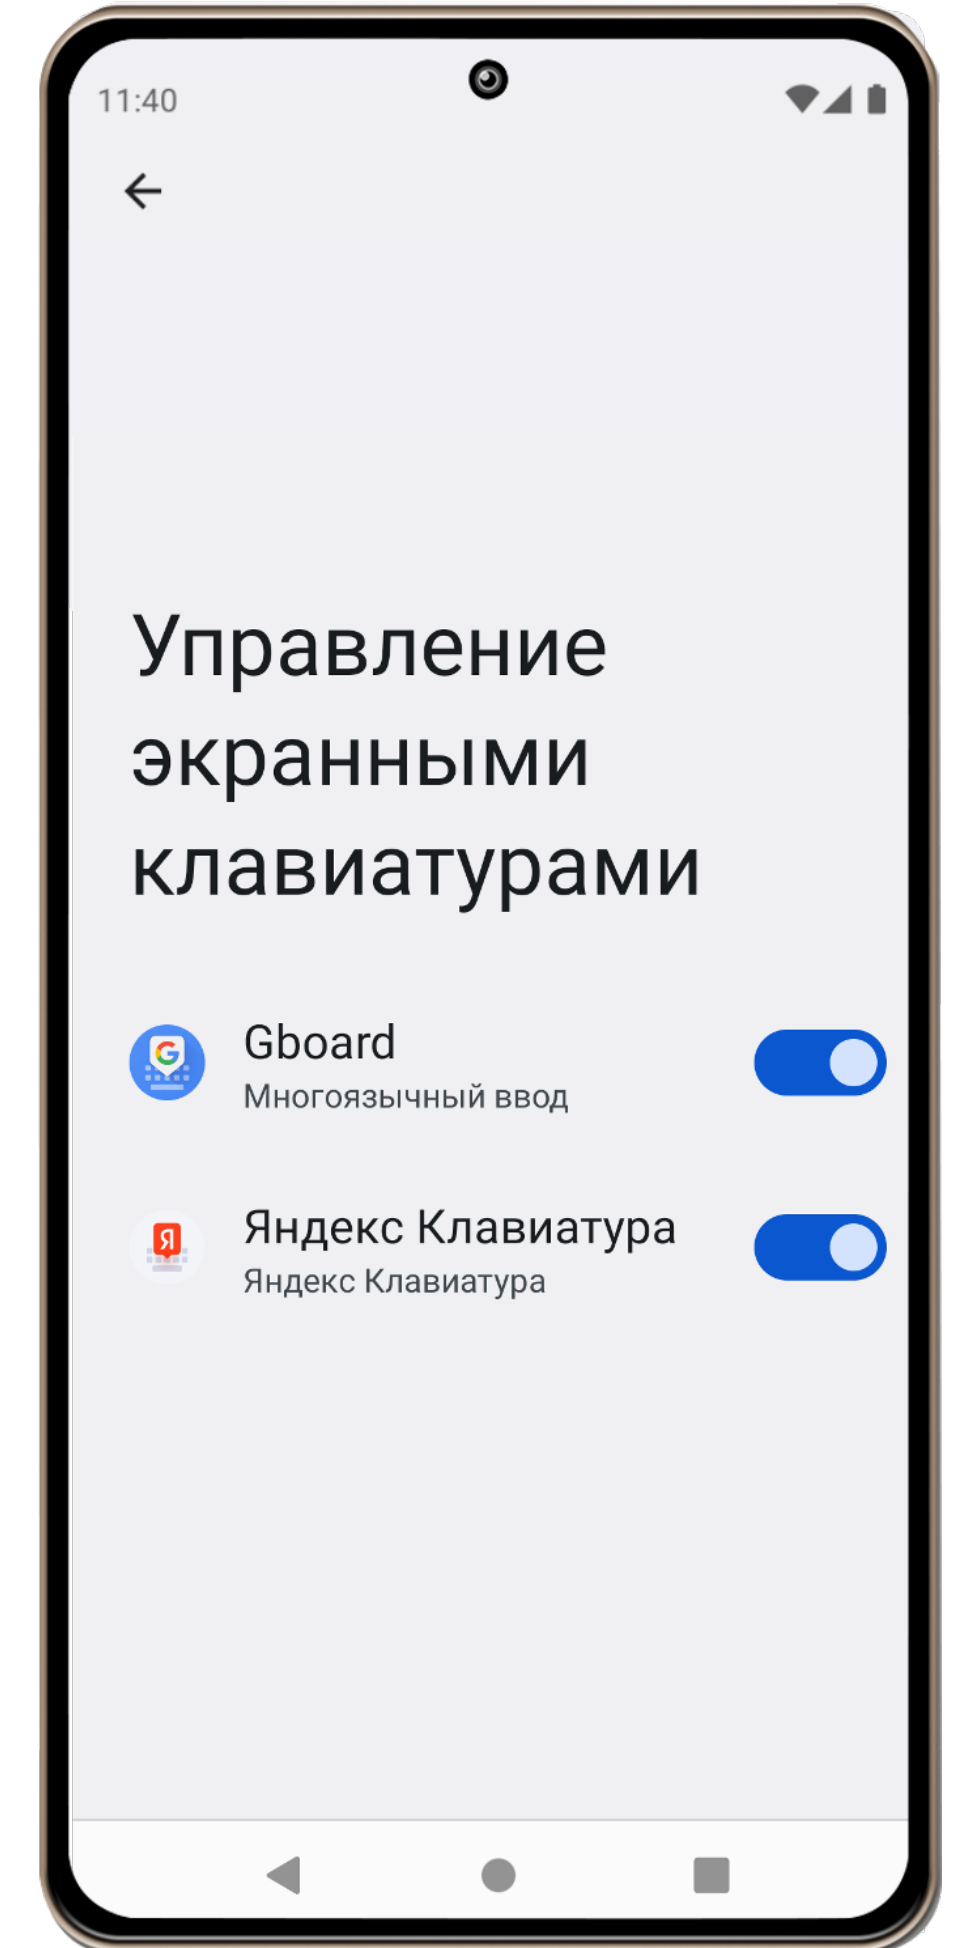 11:40
Управление
экранными
клавиатурами
Gboard
Многоязычный ввод
Яндекс Клавиатура
Яндекс Клавиатура